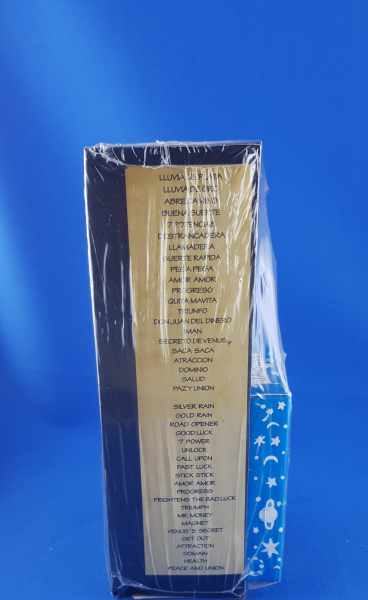 LLUVIA DE PLATA
LLUVIA DE ORO
ABRECAMINO
BUENA SUERTE
7 POTENCIAS
DESTRANCADERA
LLAMADERA
SUERTE RAPIDA
PEGA PEGA
AMOR AMOR
PROGRESO
QUITA MAVITA
TRIUNFO
DON JUAN DEL DINERO
IMAN
SECRETO DE VENUS
SACA SACA
ATRACCION
DOMINIO
SALUD
PAZ Y UNION
SILVER RAIN
GOLD RAIN
ROAD OPENER
GOOD LUCK
7 POWER
UNLOCK
CALL UPON
FAST LUCK
STICK STICK
AMOR AMOR
PROGRESS
FRIGHTENS THE BAD LUCK
TRIUMPH
MR. MONEY
MAGNET
VENUS'S SECRET
GET OUT
ATTRACTION
DOMAIN
HEALTH
PEACE AND UNION